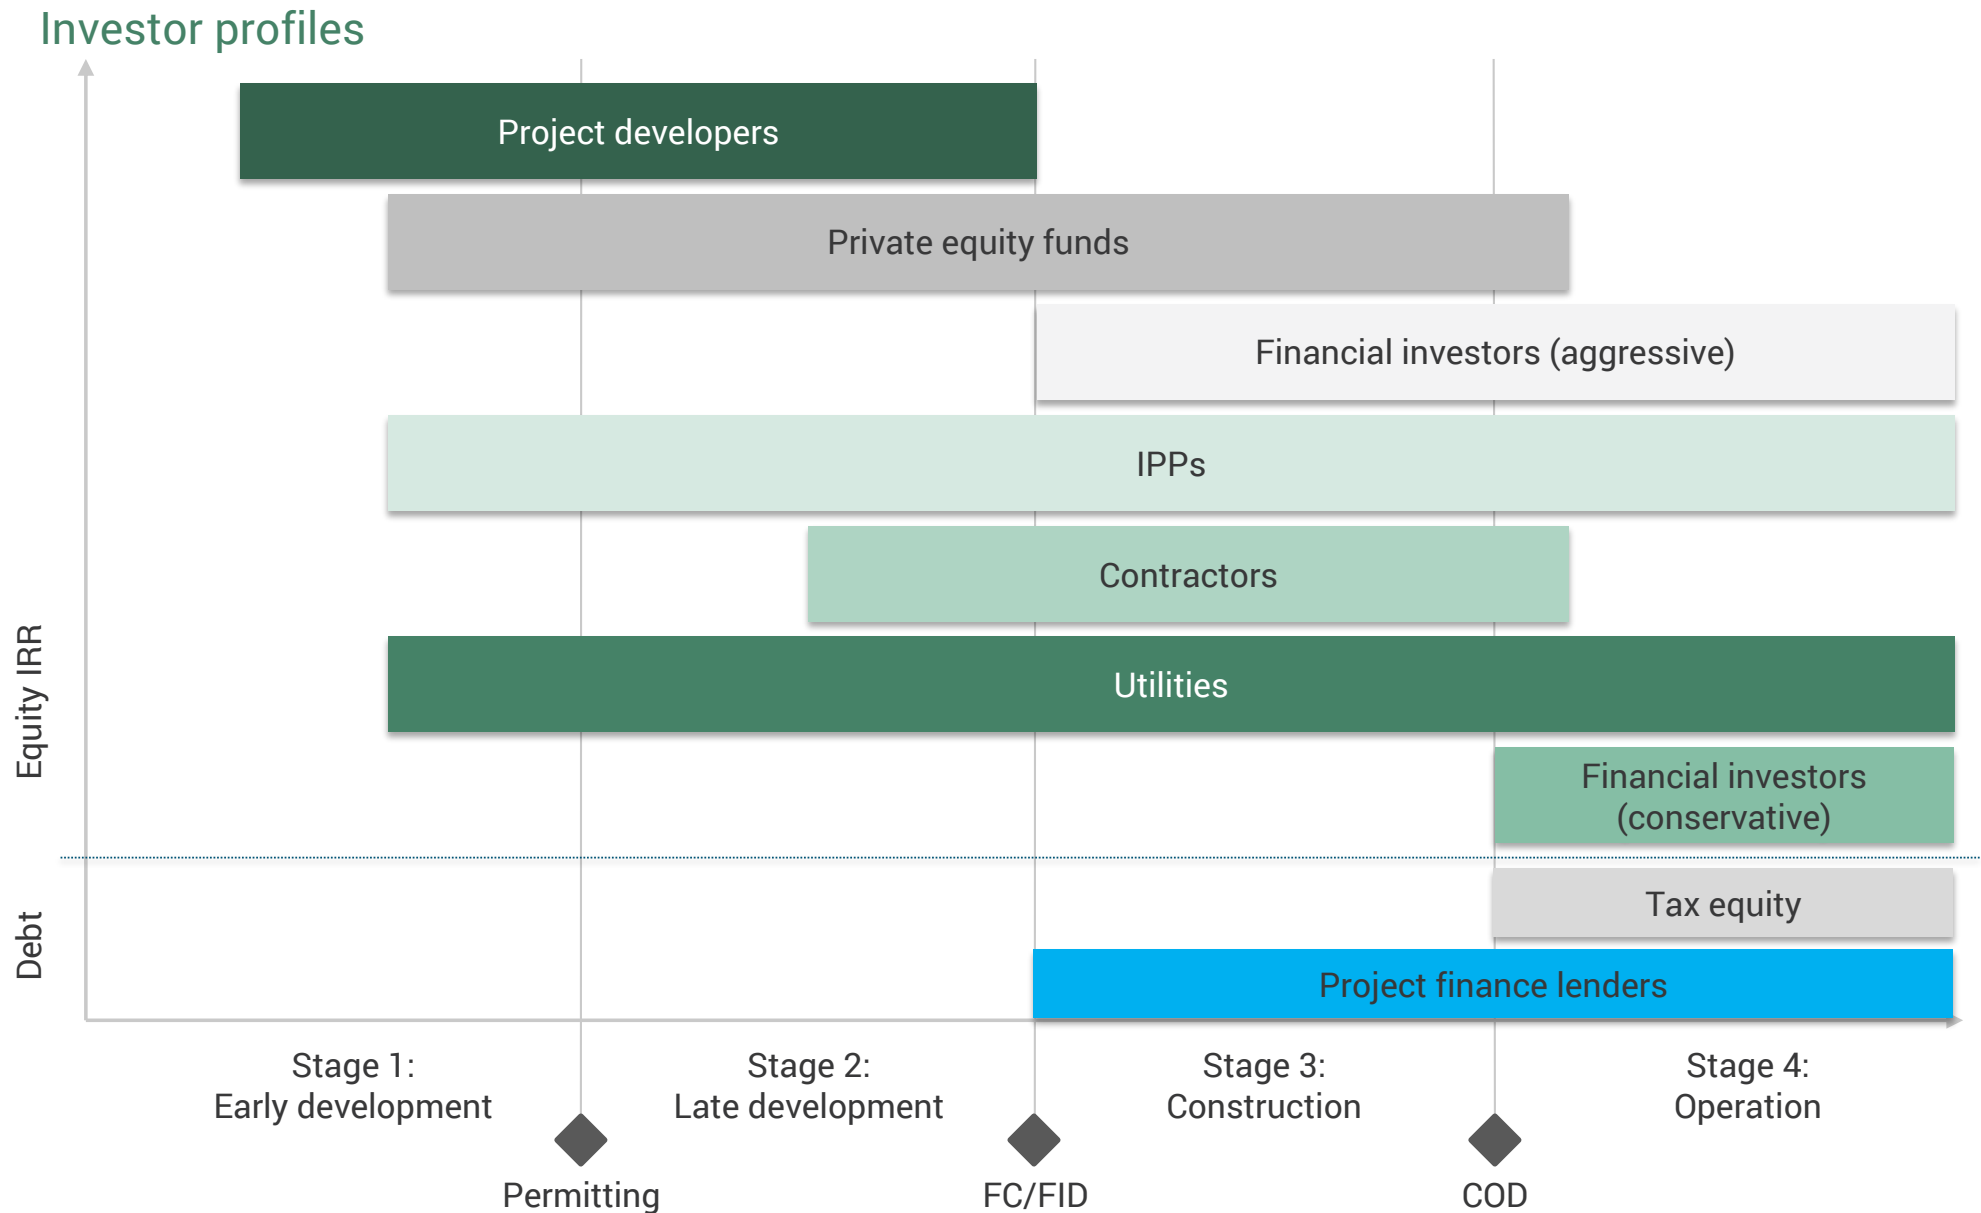 Investor profiles
Project developers
Private equity funds
Financial investors (aggressive)
IPPs
Contractors
Utilities
Financial investors
(conservative)
Tax equity
Project finance lenders
Equity IRR
Debt
Stage 1:
Early development
Stage 2:
Late development
Stage 3:
Construction
Stage 4:
Operation
Permitting
FC/FID
COD